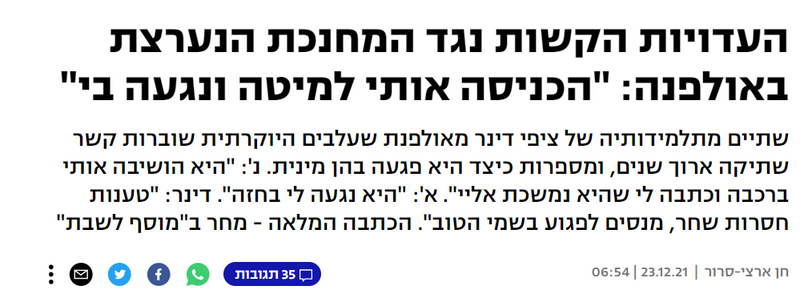 העדויות הקשות נגד המחנכת הנערצת
באולפנה: "הכניסה אותי למיטה ונגעה בי"
שתיים מתלמידותיה של ציפי דינר מאולפנת שעלבים היוקרתית שוברות קשר
שתיקה ארוך שנים, ומספרות כיצד היא פגעה בהן מינית. נ': "היא הושיבה אותי
ברכבה וכתבה לי שהיא נמשכת אליי". א': "היא נגעה לי בחזה". דינר: "טענות
חסרות שחר, מנסים לפגוע בשמי הטוב". הכתבה המלאה - מחר ב"מוסף לשבת"
חן ארצי-סרור | 23.12.21 | 06:54
35 תגובות